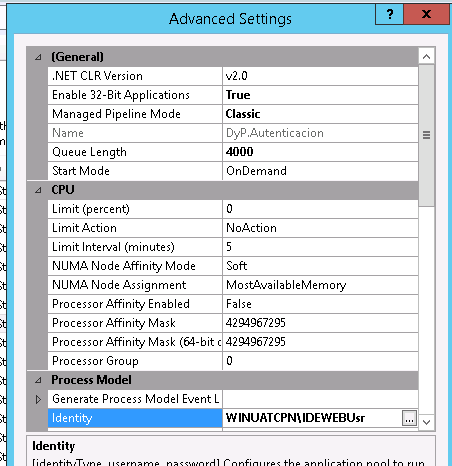 Advanced Settings
?
x
(General)
.NET CLR Version v2.0
Enable 32-Bit Applications True
Managed Pipeline Mode Classic
Name DyP.Autenticacion
Queue Length 4000
Start Mode OnDemand
CPU
Limit (percent) 0
Limit Action NoAction
Limit Interval (minutes) 5
NUMA Node Affinity Mode Soft
NUMA Node Assignment MostAvailableMemory
Processor Affinity Enabled False
Processor Affinity Mask 4294967295
Processor Affinity Mask (64-bit c 4294967295
Processor Group 0
Process Model
Generate Process Model Event L
Identity WINUATCPN\IDEWEBUsr ...
Identity
[identityType, username, password] Configures the application pool to run